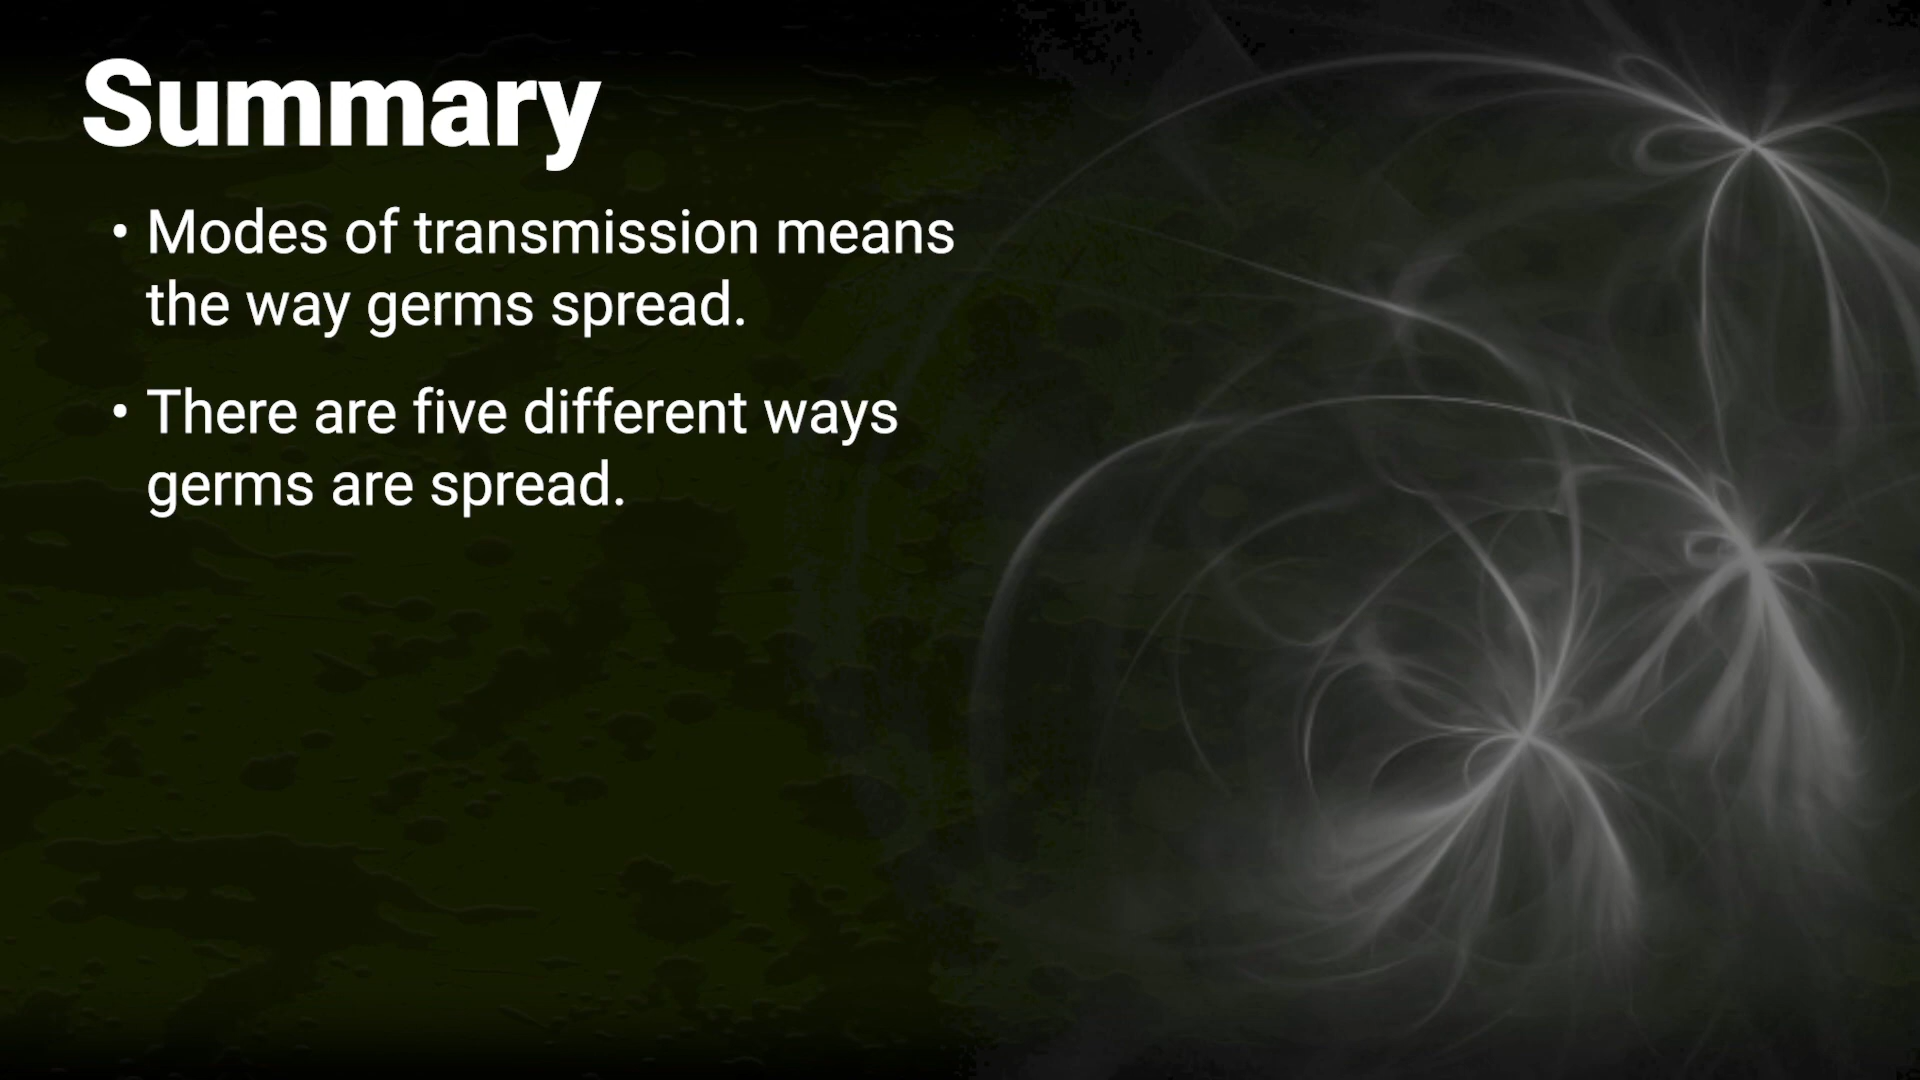 Summary
• Modes of transmission means
the way germs spread.
• There are five different ways
germs are spread.